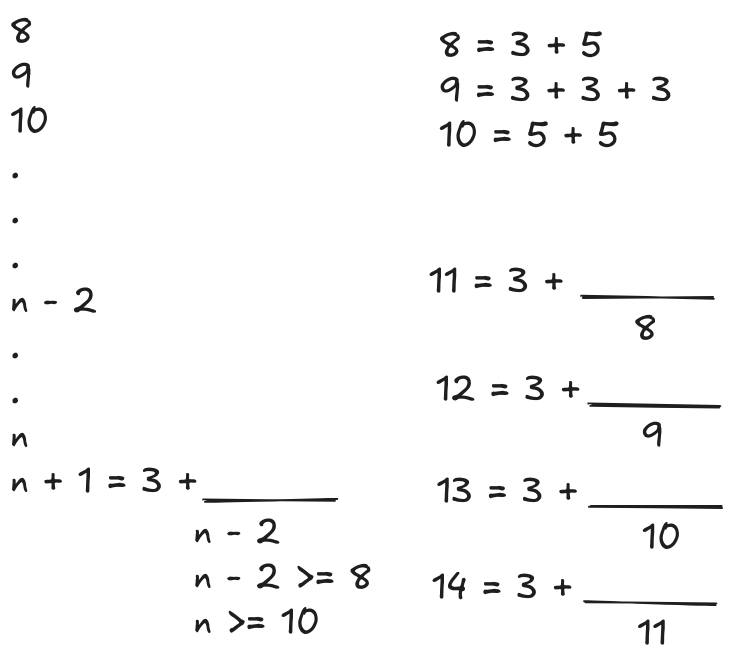 8
9
10
.
.
.
n - 2
.
.
n
n + 1 = 3 + ______
n - 2
n - 2 >= 8
n >= 10
8 = 3 + 5
9 = 3 + 3 + 3
10 = 5 + 5
11 = 3 + ______
8
12 = 3 + ______
9
13 = 3 + ______
10
14 = 3 + ______
11